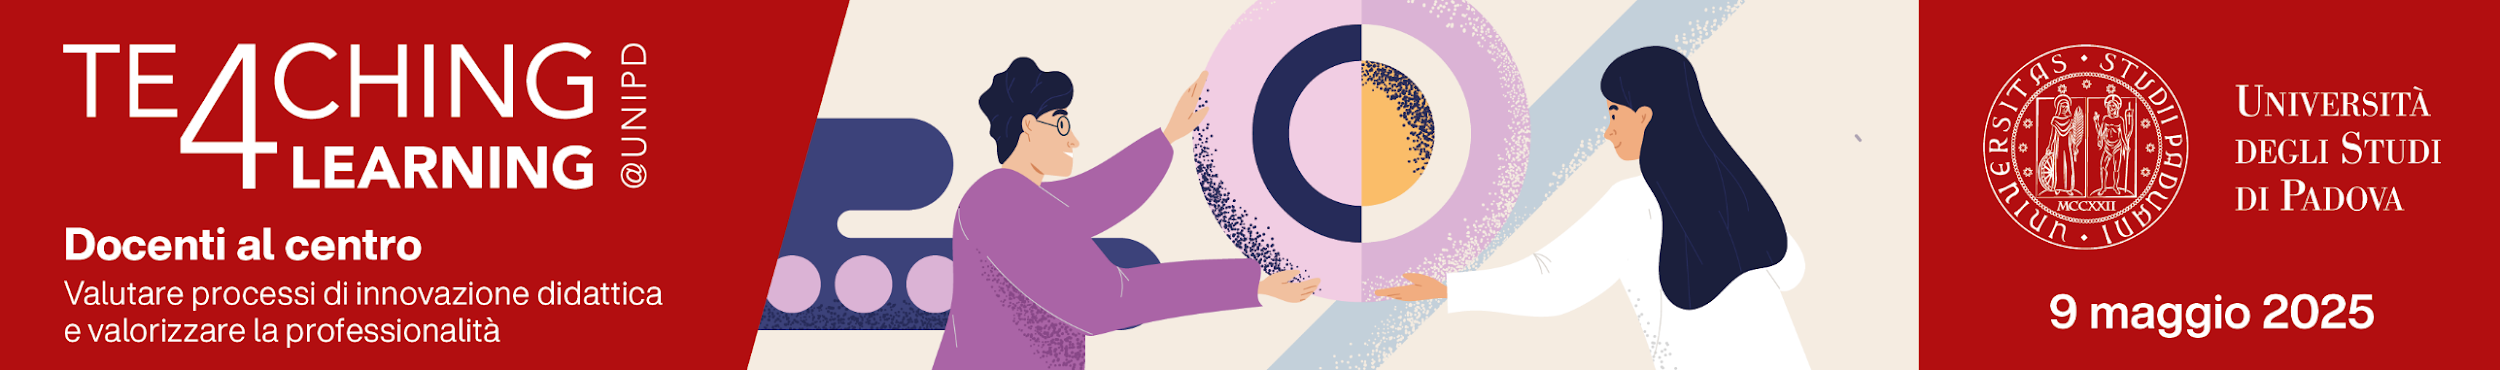 TE4CHING
LEARNING
@UNIPD
Docenti al centro
Valutare processi di innovazione didattica
e valorizzare la professionalità
UNIVERSITAS • STUDII PADUANI •
MCCXXII
UNIVERSITÀ
DEGLI STUDI
DI PADOVA
9 maggio 2025